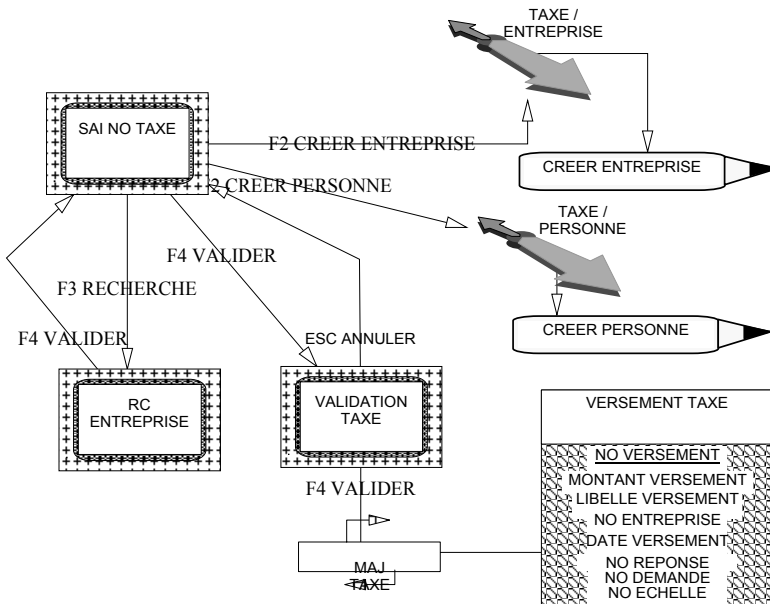 TAXE /
ENTREPRISE
SAI NO TAXE
F2 CREER ENTREPRISE
CREER ENTREPRISE
2 CREER PERSONNE
TAXE /
PERSONNE
F4 VALIDER
F3 RECHERCHE
F4 VALIDER
ESC ANNULER
CREER PERSONNE
RC
ENTREPRISE
VALIDATION
TAXE
VERSEMENT TAXE
NO VERSEMENT
MONTANT VERSEMENT
LIBELLE VERSEMENT
NO ENTREPRISE
DATE VERSEMENT
NO REPONSE
NO DEMANDE
NO ECHELLE
F4 VALIDER
MAJ
TAXE